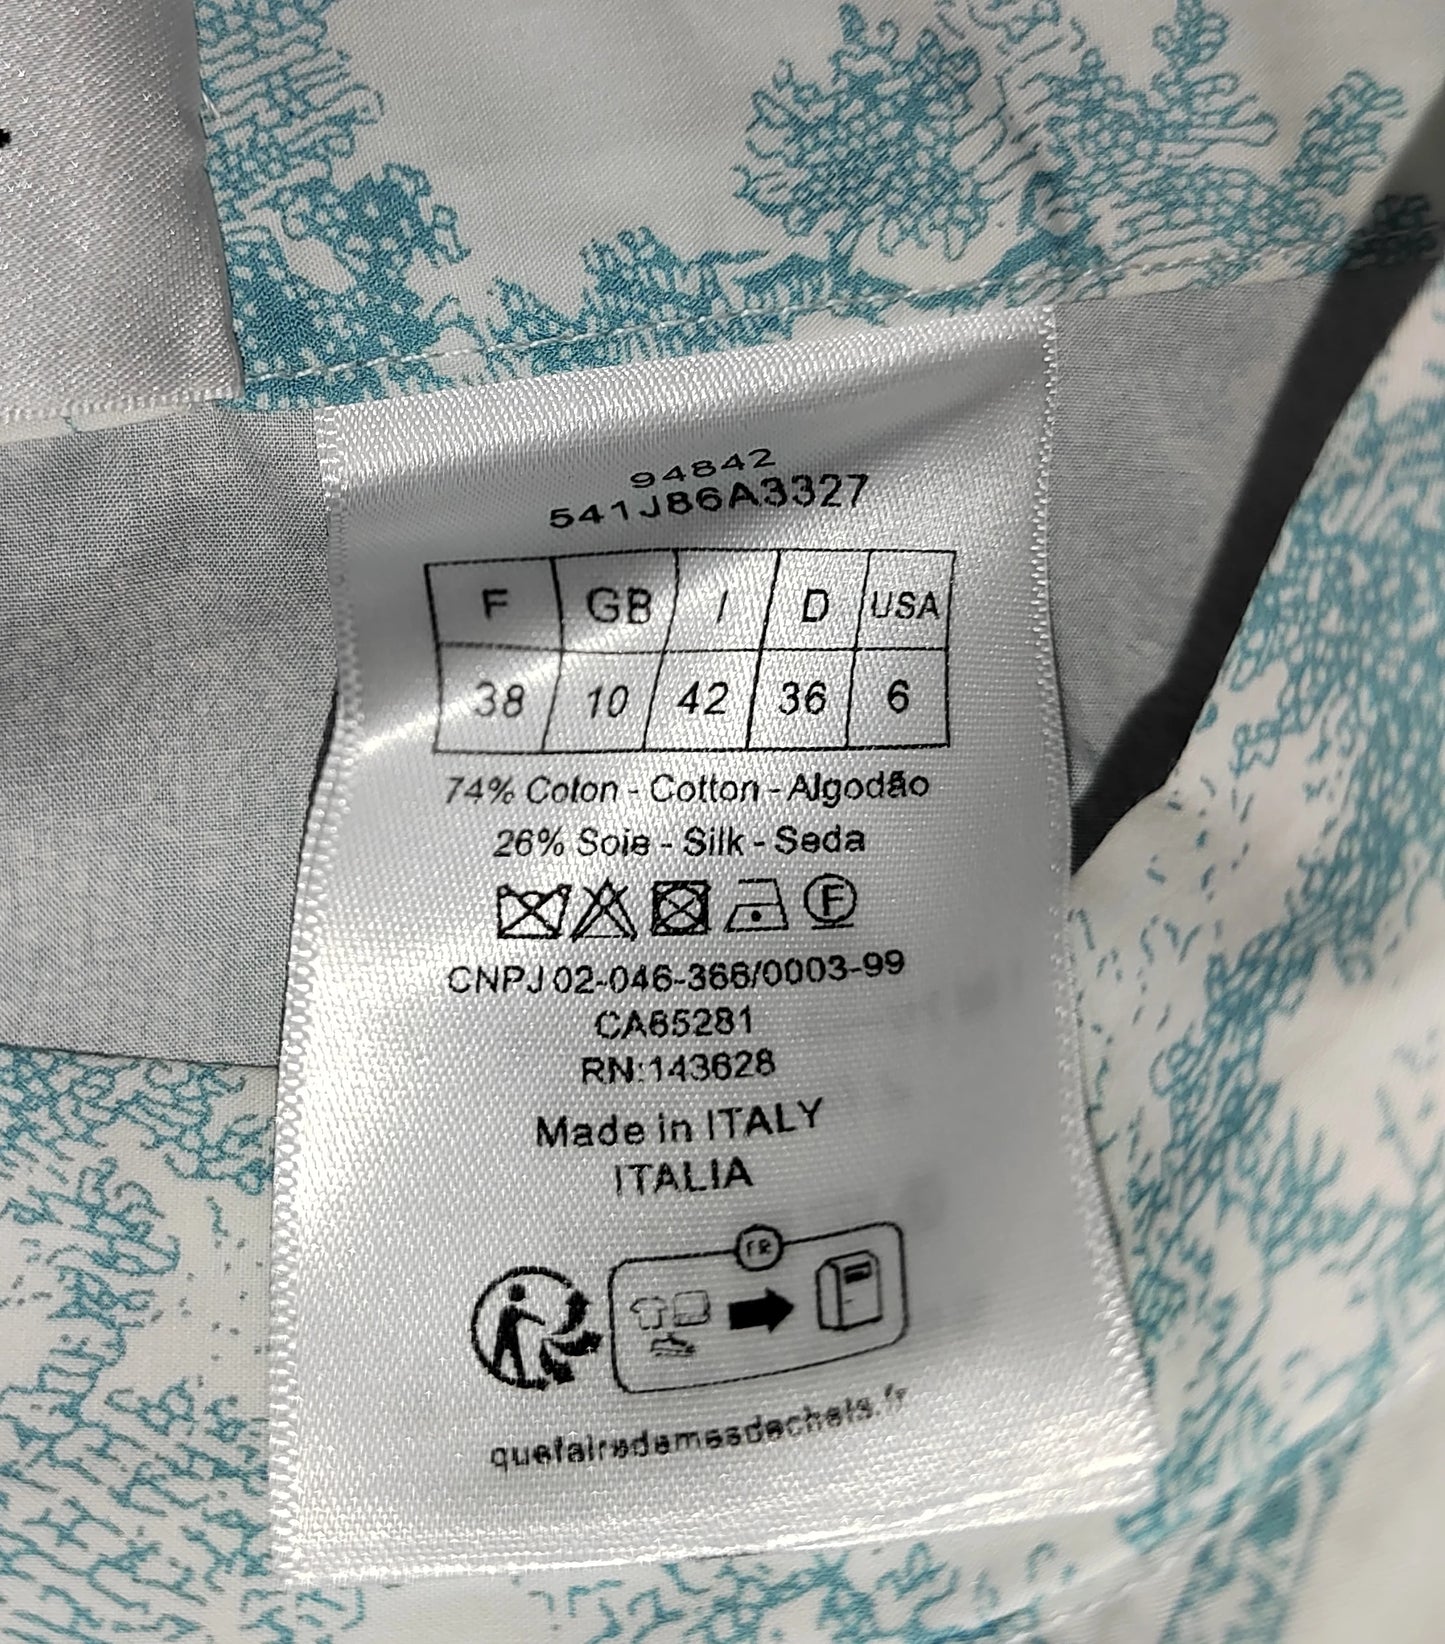 94842
541J86A3327
F GB I D USA
38 10 42 36 6
74% Coton - Cotton - Algodão
26% Soie - Silk - Seda
F
CNPJ 02-046-366/0003-99
CA65281
RN:143628
Made in ITALY
ITALIA
FR
quefairedemesdechets.fr